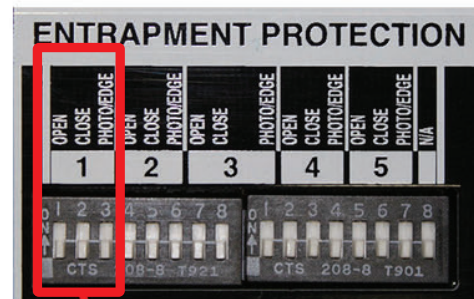 ENTRAPMENT PROTECTION
OPEN CLOSE PHOTO/EDGE OPEN CLOSE PHOTO/EDGE OPEN CLOSE PHOTO/EDGE OPEN CLOSE PHOTO/EDGE OPEN CLOSE PHOTO/EDGE N/A
1 2 3 4 5
1 2 3 4 5 6 7 8 1 2 3 4 5 6 7 8
ON ON
CTS 208-8 T921 CTS 208-8 T901